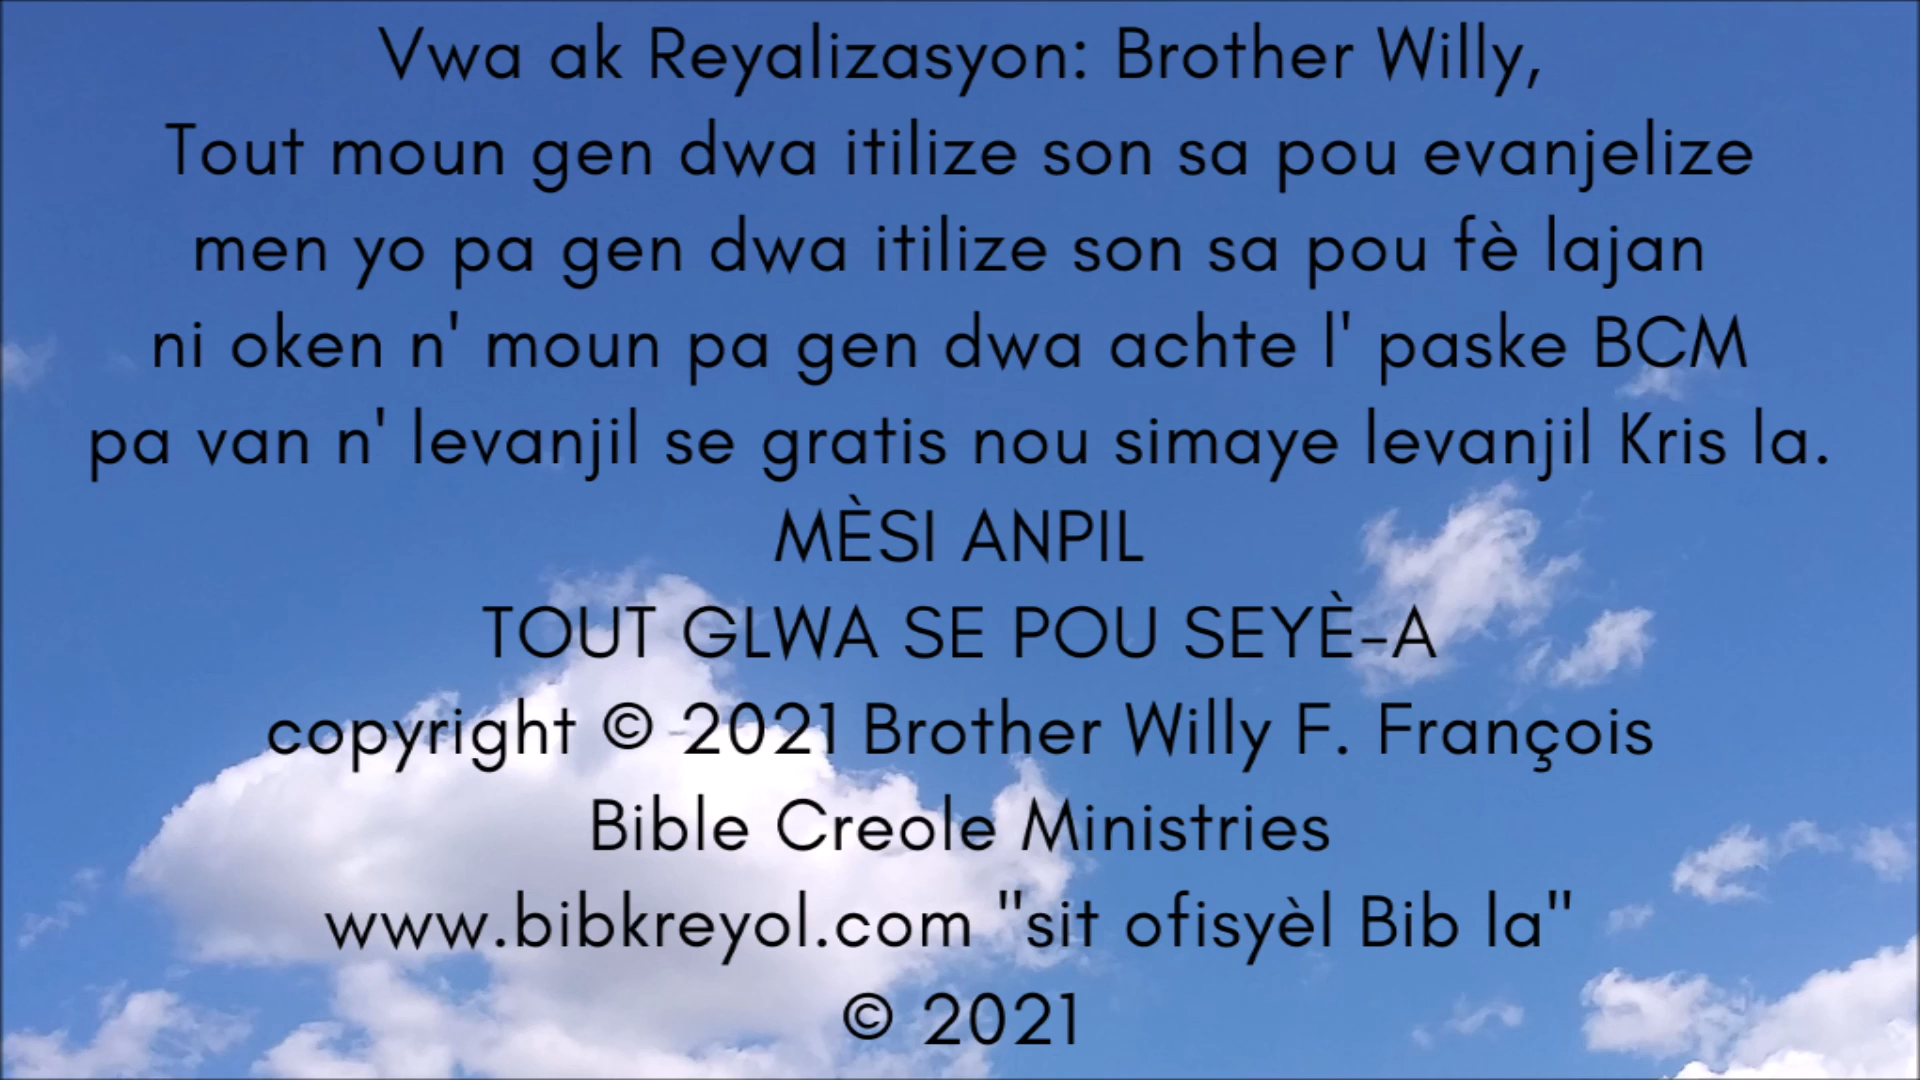 Vwa ak Reyalizasyon: Brother Willy,
Tout moun gen dwa itilize son sa pou evanjelize
men yo pa gen dwa itilize son sa pou fè lajan
ni oken n' moun pa gen dwa achte l' paske BCM
pa van n' levanjil se gratis nou simaye levanjil Kris la.
MÈSI ANPIL
TOUT GLWA SE POU SEYÈ-A
copyright © 2021 Brother Willy F. François
Bible Creole Ministries
www.bibkreyol.com "sit ofisyèl Bib la"
© 2021